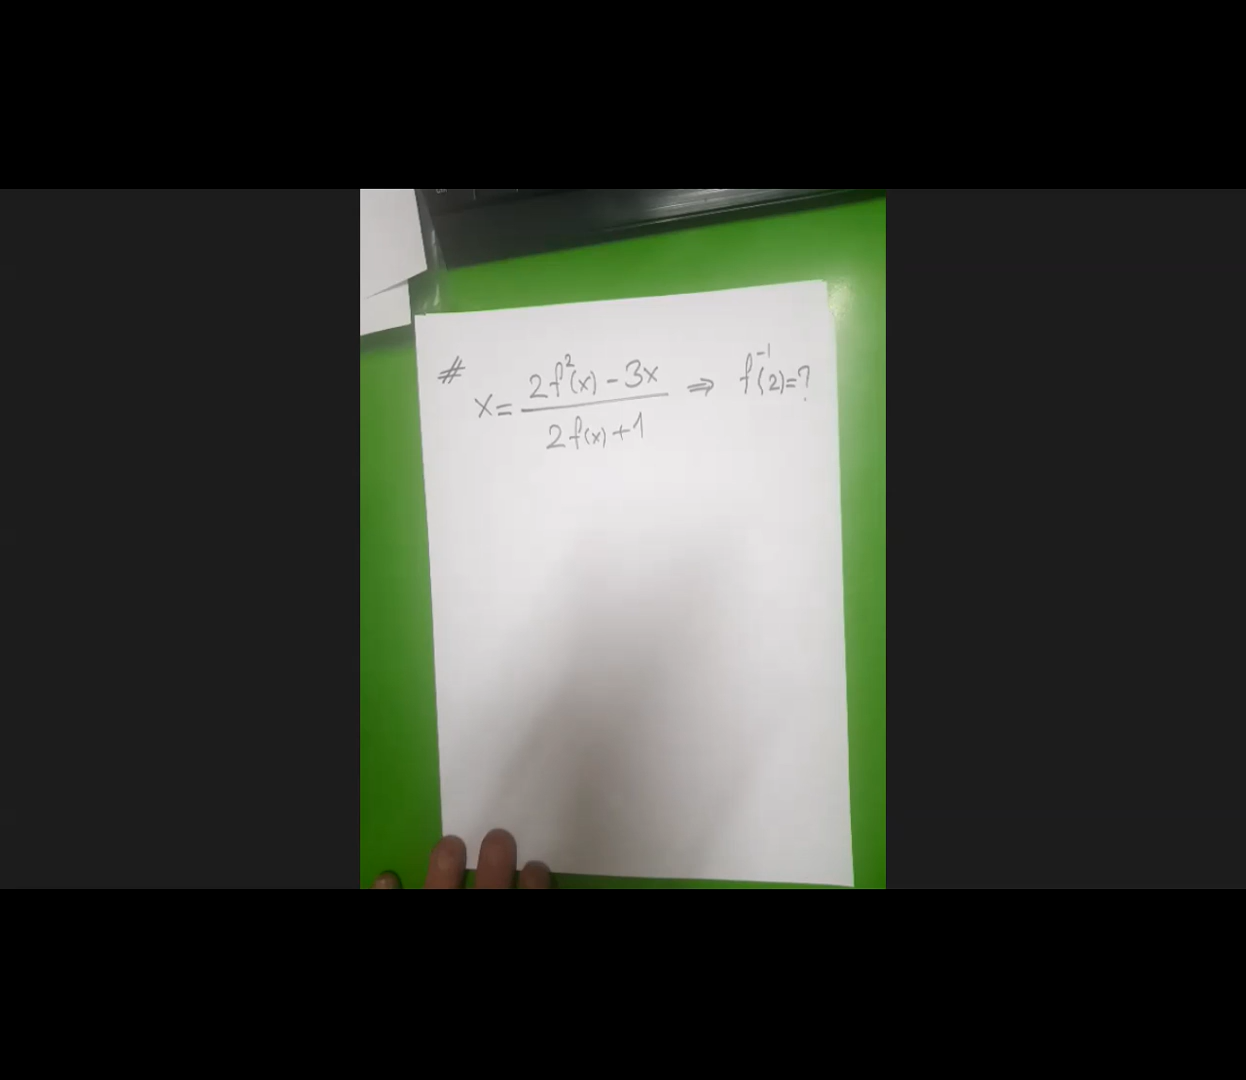 # x = (2f²(x) - 3x) / (2f(x) + 1) ⇒ f⁻¹(2) = ?